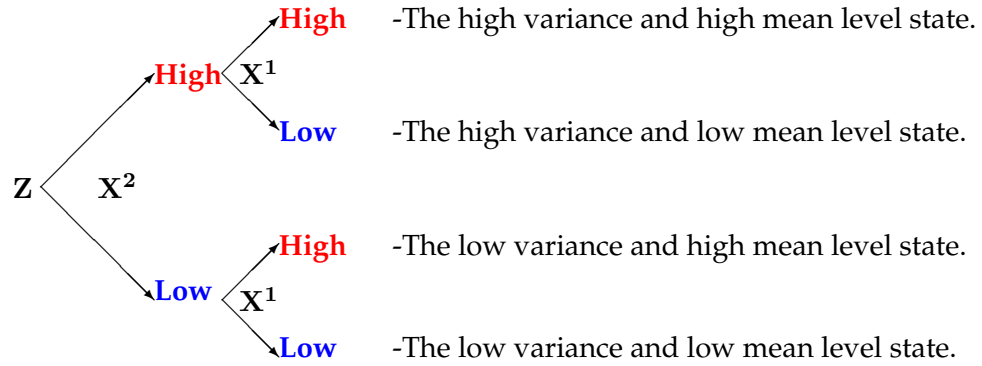 High -The high variance and high mean level state.
High X¹
Low -The high variance and low mean level state.
Z X²
High -The low variance and high mean level state.
Low X¹
Low -The low variance and low mean level state.